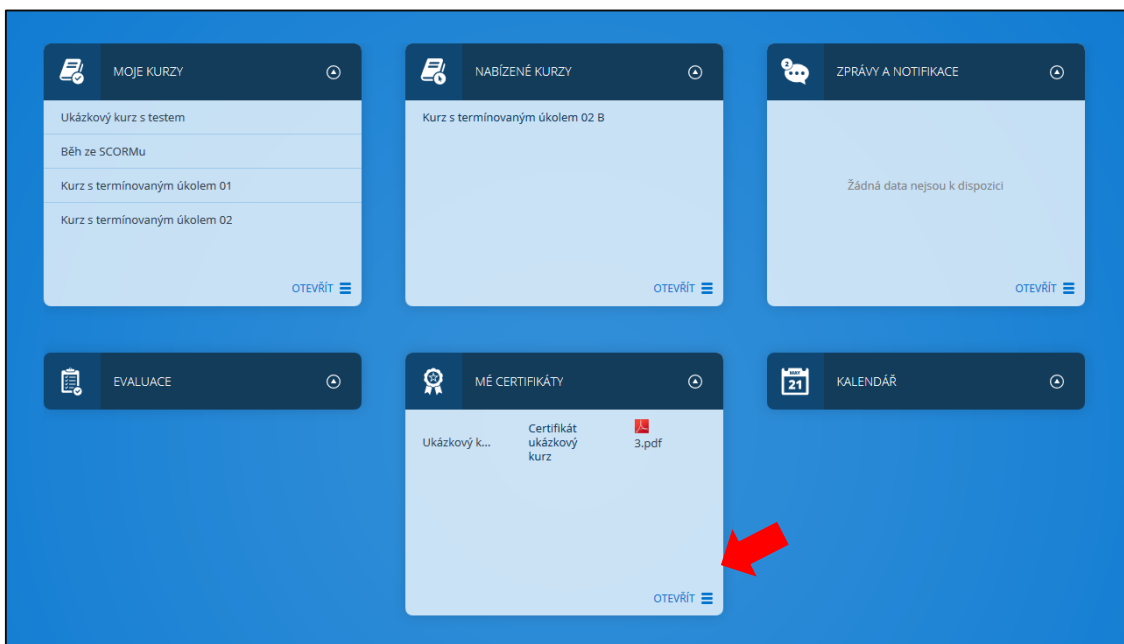 MOJE KURZY
Ukázkový kurz s testem
Běh ze SCORMu
Kurz s termínovaným úkolem 01
Kurz s termínovaným úkolem 02
OTEVŘÍT
NABÍZENÉ KURZY
Kurz s termínovaným úkolem 02 B
OTEVŘÍT
2
ZPRÁVY A NOTIFIKACE
Žádná data nejsou k dispozici
OTEVŘÍT
EVALUACE
MÉ CERTIFIKÁTY
Ukázkový k...
Certifikát
ukázkový
kurz
3.pdf
OTEVŘÍT
MAY
21
KALENDÁŘ